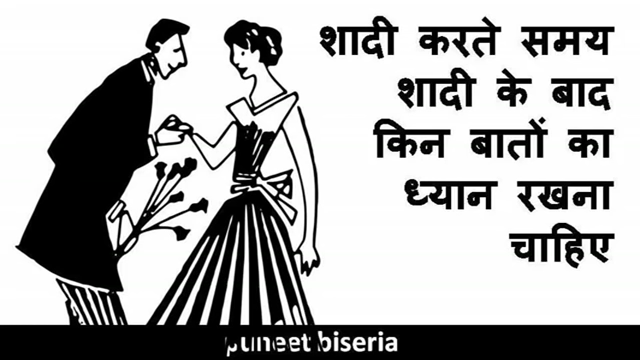 शादी करते समय
शादी के बाद
किन बातों का
ध्यान रखना
चाहिए
puneet biseria